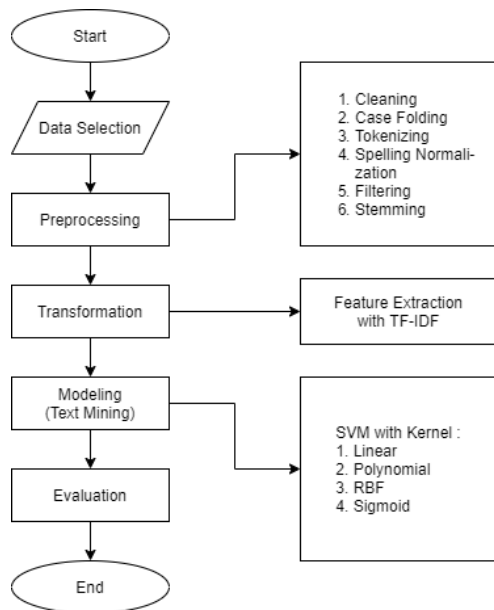 Start
Data Selection
Preprocessing
1. Cleaning
2. Case Folding
3. Tokenizing
4. Spelling Normali-
zation
5. Filtering
6. Stemming
Transformation
Feature Extraction
with TF-IDF
Modeling
(Text Mining)
SVM with Kernel :
1. Linear
2. Polynomial
3. RBF
4. Sigmoid
Evaluation
End